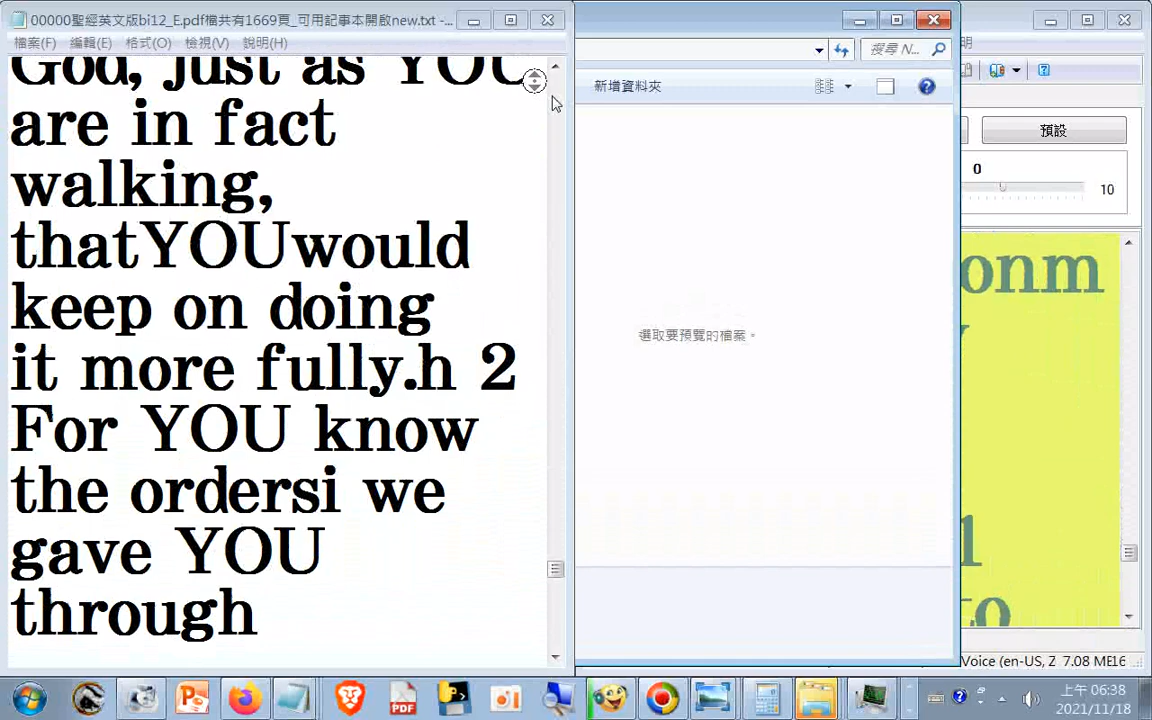 00000聖經英文版bi12_E.pdf檔共有1669頁_可用記事本開啟new.txt -...
檔案(F) 編輯(E) 格式(O) 檢視(V) 說明(H)
God, just as YOU
are in fact
walking,
thatYOUwould
keep on doing
it more fully.h 2
For YOU know
the ordersi we
gave YOU
through
搜尋 N...
新增資料夾
選取要預覽的檔案。
明
預設
0
10
onm
1
to
Voice (en-US, Z 7.08 ME16
PDF
上午 06:38
2021/11/18